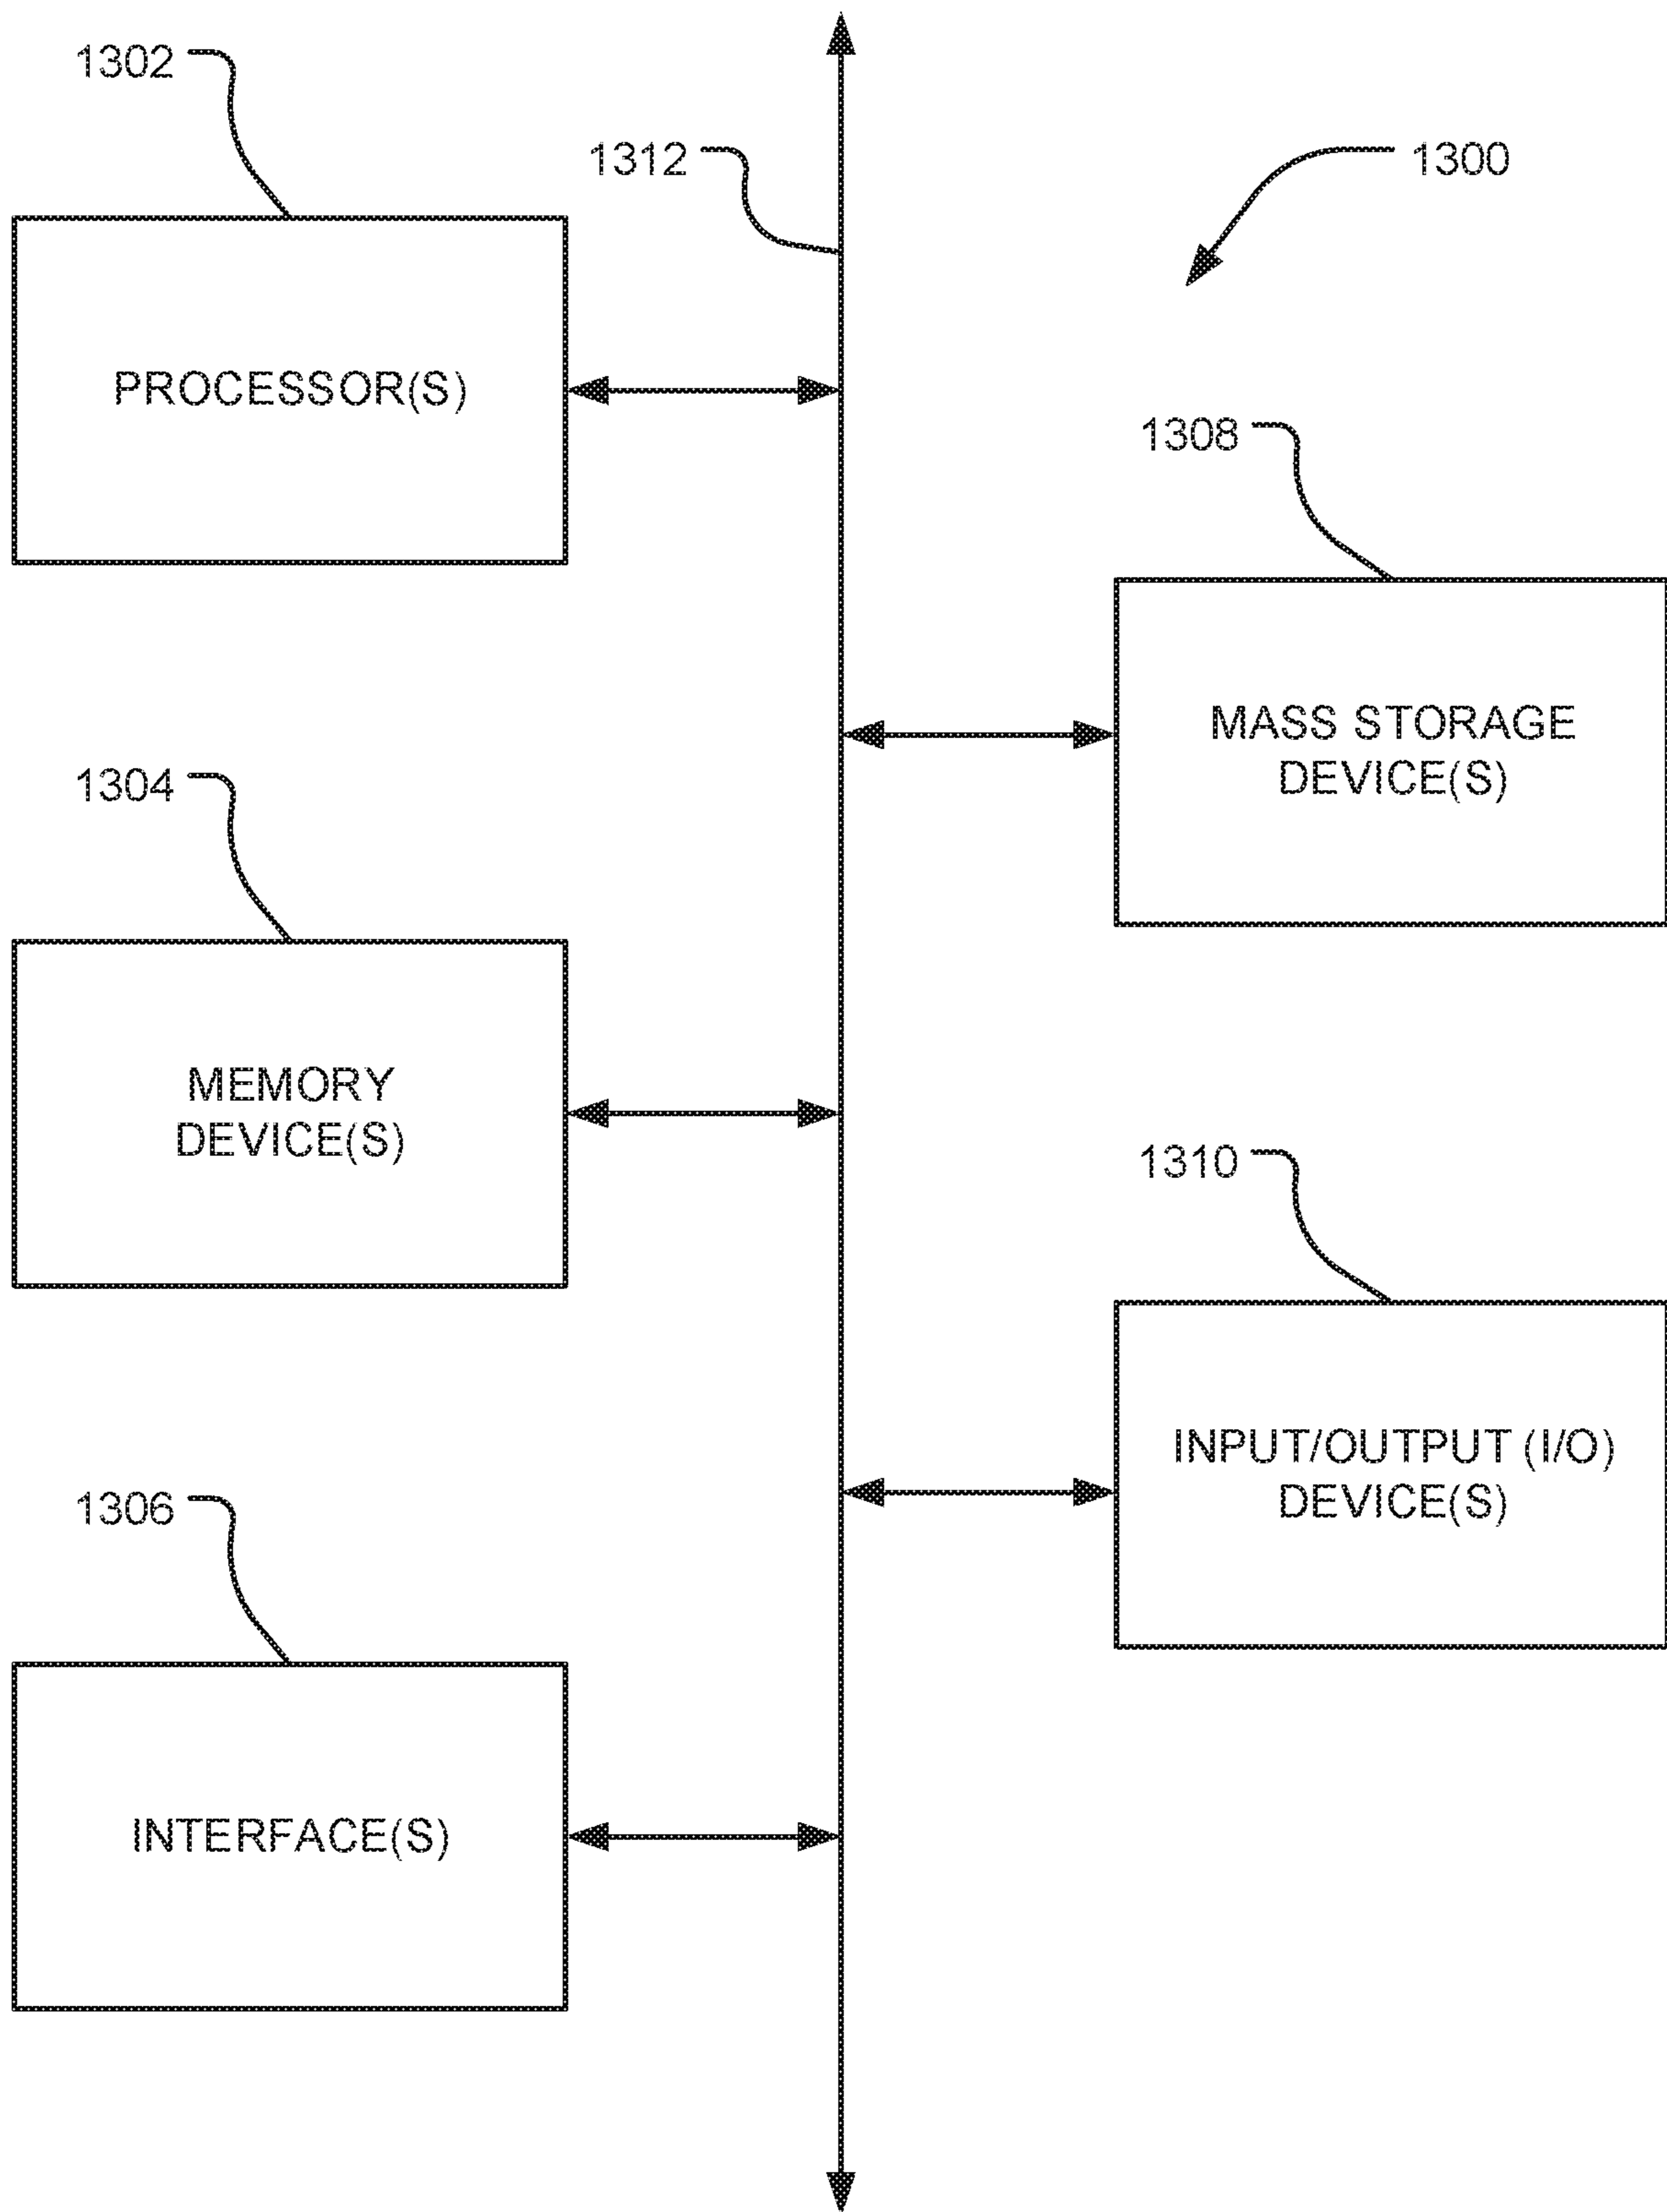 1302
1312
1300
PROCESSOR(S)
1308
MASS STORAGE
DEVICE(S)
1304
MEMORY
DEVICE(S)
1310
INPUT/OUTPUT (I/O)
DEVICE(S)
1306
INTERFACE(S)